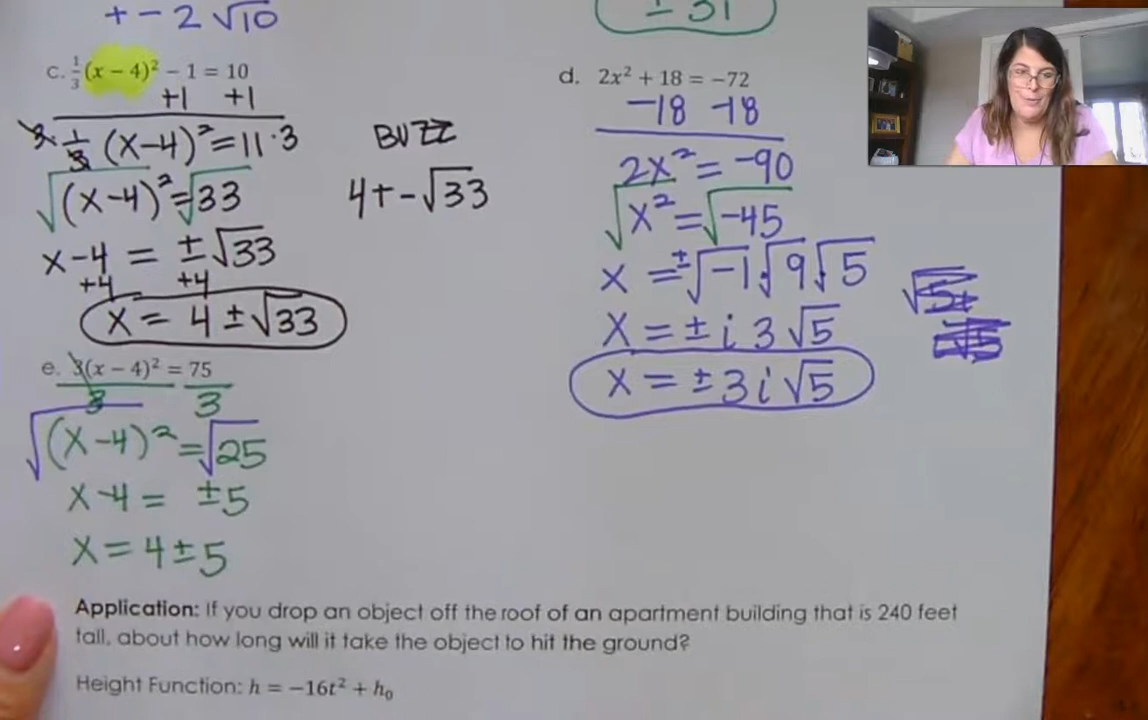 + - 2 √10
± 3i
c. 1/3(x − 4)² − 1 = 10
+1 +1
3· 1/3 (x-4)² = 11·3
√(x-4)² = √33
x-4 = ±√33
+4 +4
x = 4 ± √33
BUZZ
4+-√33
d. 2x² + 18 = −72
-18 -18
2x² = -90
√x² = √-45
x = ±√-1·√9·√5
x = ± i 3 √5
x = ± 3 i √5
e. 3(x − 4)² = 75
3 3
√(x-4)² = √25
x-4 = ±5
x = 4 ± 5
Application: If you drop an object off the roof of an apartment building that is 240 feet
tall, about how long will it take the object to hit the ground?
Height Function: h = −16t² + h₀